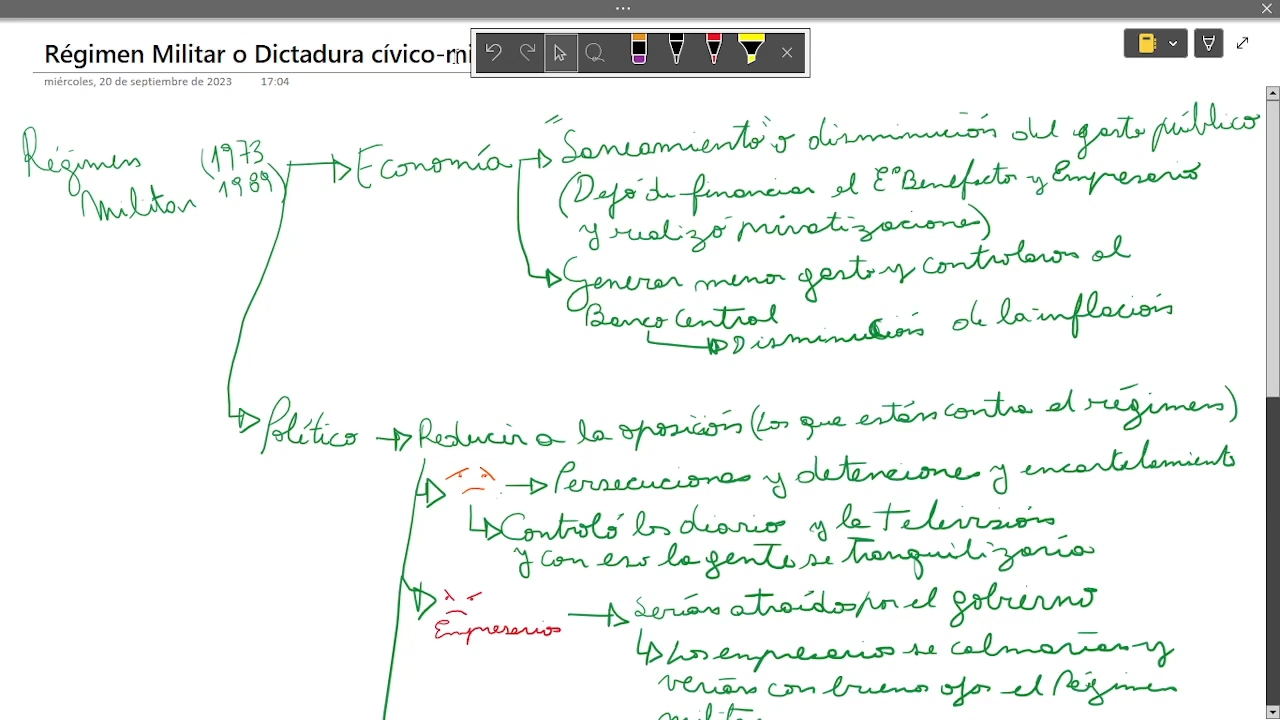 Régimen Militar o Dictadura cívico-mi
miércoles, 20 de septiembre de 2023 17:04
Régimen Militar (1973 1989)
Economía
"Saneamiento" o disminución del gasto público
(Dejó de financiar el E° Benefactor y Empresario
y realizó privatizaciones)
Generar menor gasto y controlaron al
Banco Central
Disminución de la inflación
Político
Reducir a la oposición (Los que están contra el régimen)
Persecuciones y detenciones y encartelamiento
Controló los diarios y la Televisión
y con eso la gente se tranquilizaría
Empresarios
Serían atraídos por el gobierno
Los empresarios se calmarían y
verían con buenos ojos el Régimen